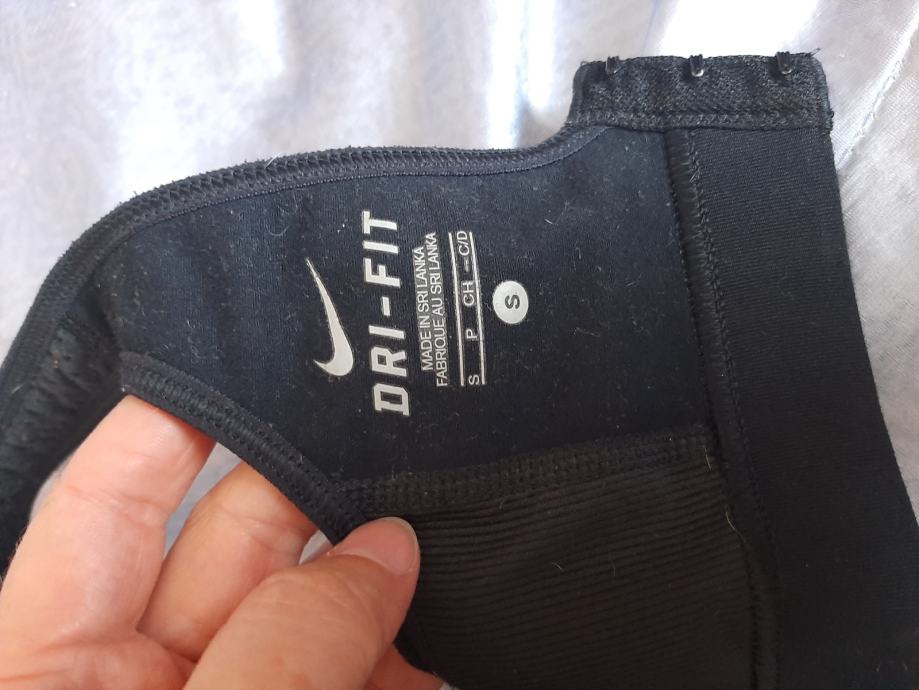 DRI-FIT
MADE IN SRI LANKA
FABRIQUE AU SRI LANKA
S P CH - C/D
S